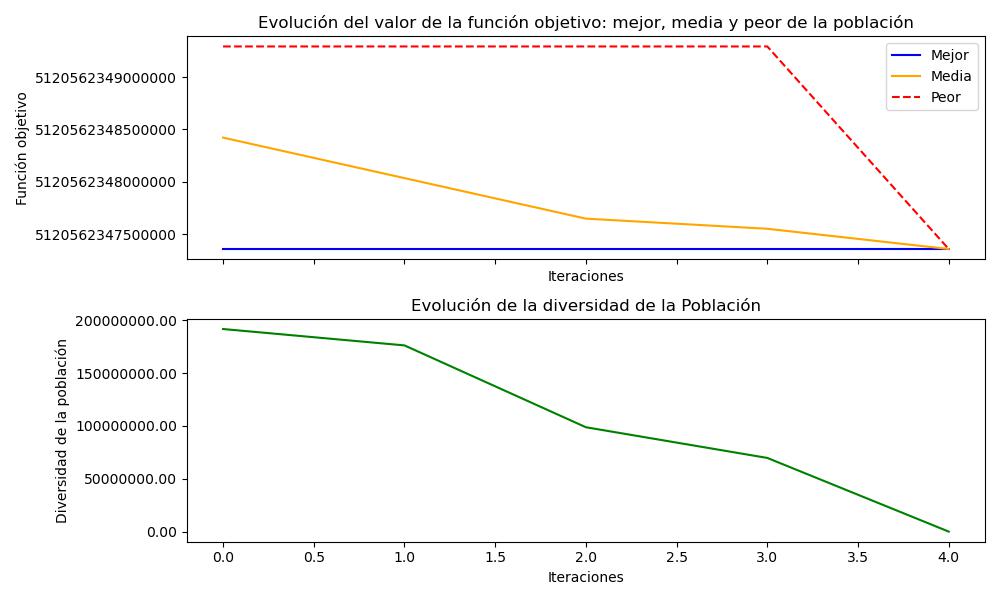 Evolución del valor de la función objetivo: mejor, media y peor de la población
Función objetivo
5120562349000000
5120562348500000
5120562348000000
5120562347500000
Mejor
Media
Peor
Iteraciones
Evolución de la diversidad de la Población
Diversidad de la población
200000000.00
150000000.00
100000000.00
50000000.00
0.00
0.0 0.5 1.0 1.5 2.0 2.5 3.0 3.5 4.0
Iteraciones